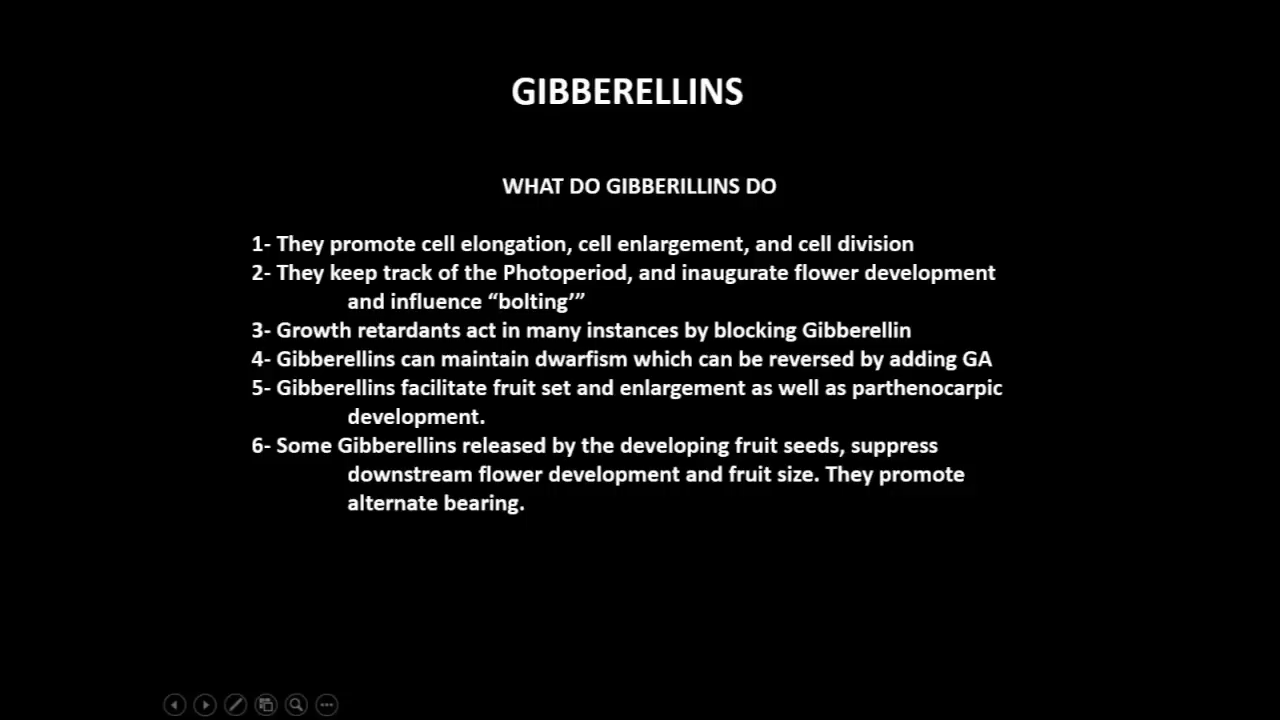 GIBBERELLINS
WHAT DO GIBBERILLINS DO
1- They promote cell elongation, cell enlargement, and cell division
2- They keep track of the Photoperiod, and inaugurate flower development
and influence “bolting’”
3- Growth retardants act in many instances by blocking Gibberellin
4- Gibberellins can maintain dwarfism which can be reversed by adding GA
5- Gibberellins facilitate fruit set and enlargement as well as parthenocarpic
development.
6- Some Gibberellins released by the developing fruit seeds, suppress
downstream flower development and fruit size. They promote
alternate bearing.